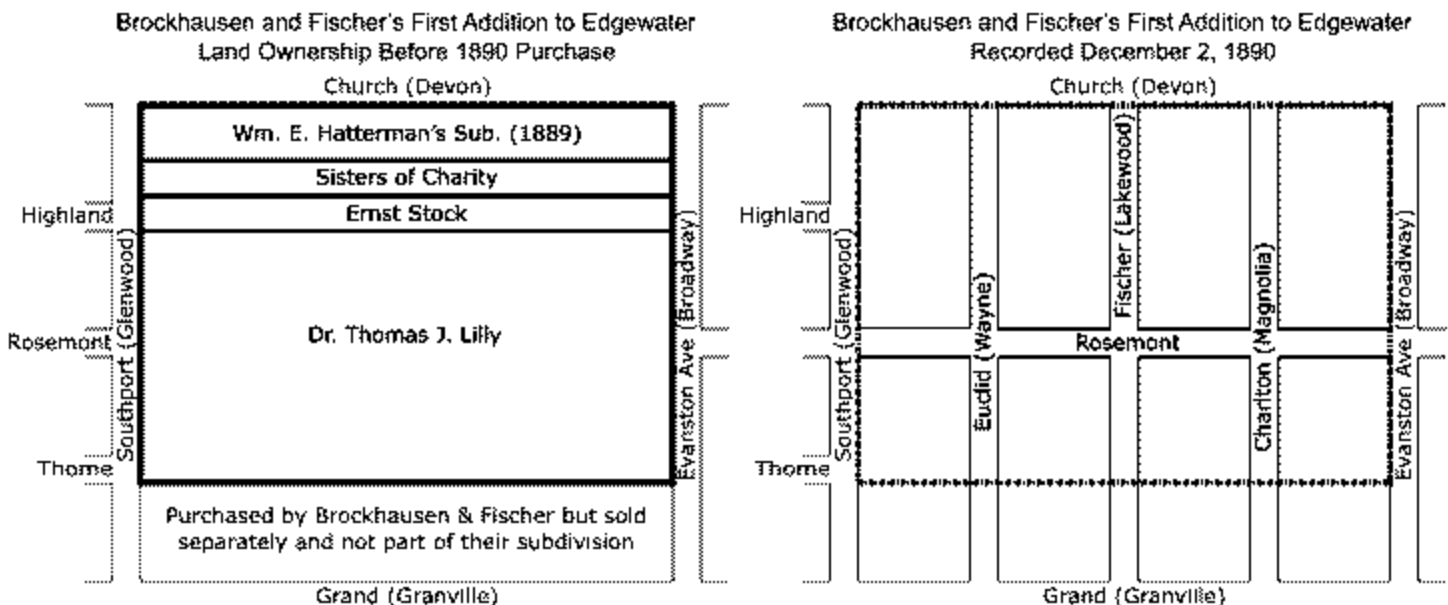 Brockhausen and Fischer's First Addition to Edgewater
Land Ownership Before 1890 Purchase
Church (Devon)
Wm. E. Hatterman's Sub. (1889)
Sisters of Charity
Ernst Stock
Dr. Thomas J. Lilly
Highland
Rosemont
Thorne
Southport (Glenwood)
Evanston Ave (Broadway)
Purchased by Brockhausen & Fischer but sold
separately and not part of their subdivision
Grand (Granville)
Brockhausen and Fischer's First Addition to Edgewater
Recorded December 2, 1890
Church (Devon)
Highland
Rosemont
Thorne
Southport (Glenwood)
Euclid (Wayne)
Fischer (Lakewood)
Charlton (Magnolia)
Evanston Ave (Broadway)
Rosemont
Grand (Granville)